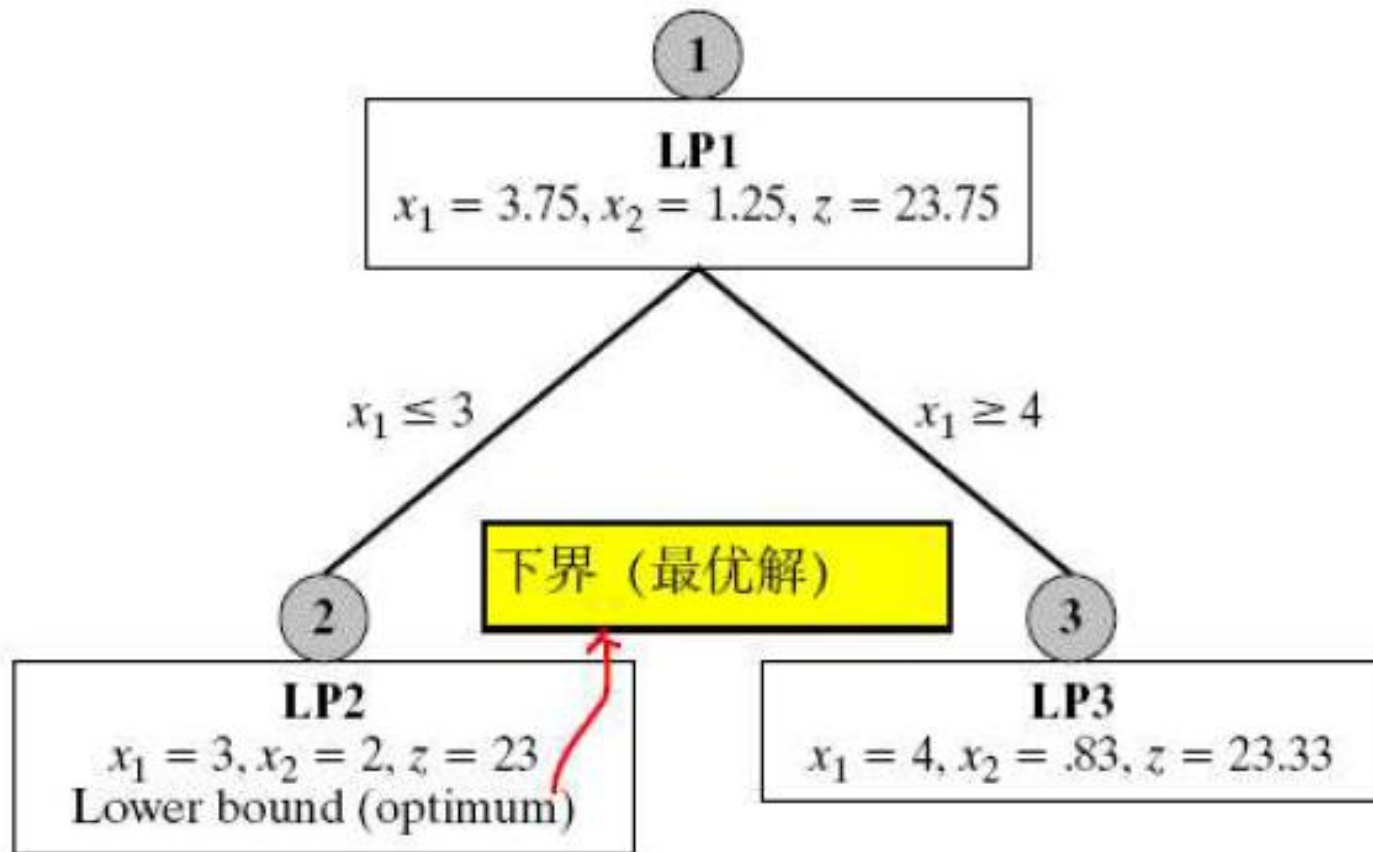 1
LP1
x₁ = 3.75, x₂ = 1.25, z = 23.75
x₁ ≤ 3
x₁ ≥ 4
下界（最优解）
2
3
LP2
x₁ = 3, x₂ = 2, z = 23
Lower bound (optimum)
LP3
x₁ = 4, x₂ = .83, z = 23.33